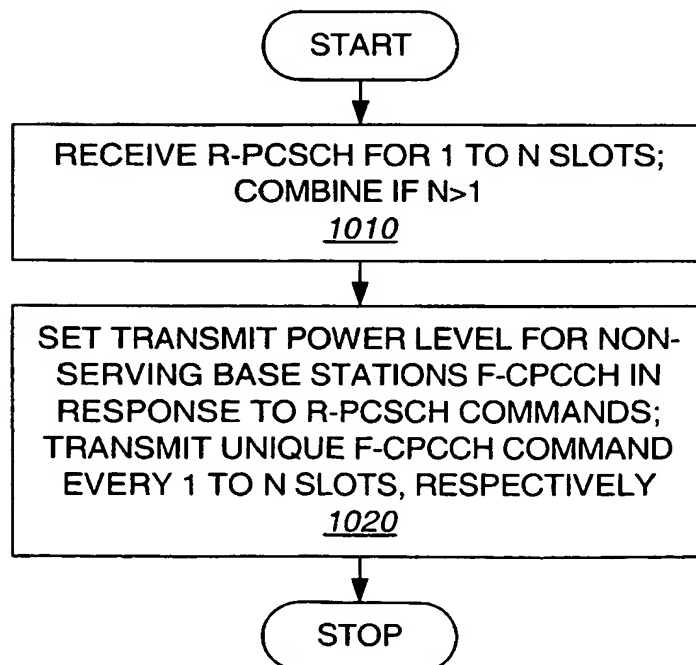 START
RECEIVE R-PCSCH FOR 1 TO N SLOTS;
COMBINE IF N>1
1010
SET TRANSMIT POWER LEVEL FOR NON-
SERVING BASE STATIONS F-CPCCH IN
RESPONSE TO R-PCSCH COMMANDS;
TRANSMIT UNIQUE F-CPCCH COMMAND
EVERY 1 TO N SLOTS, RESPECTIVELY
1020
STOP